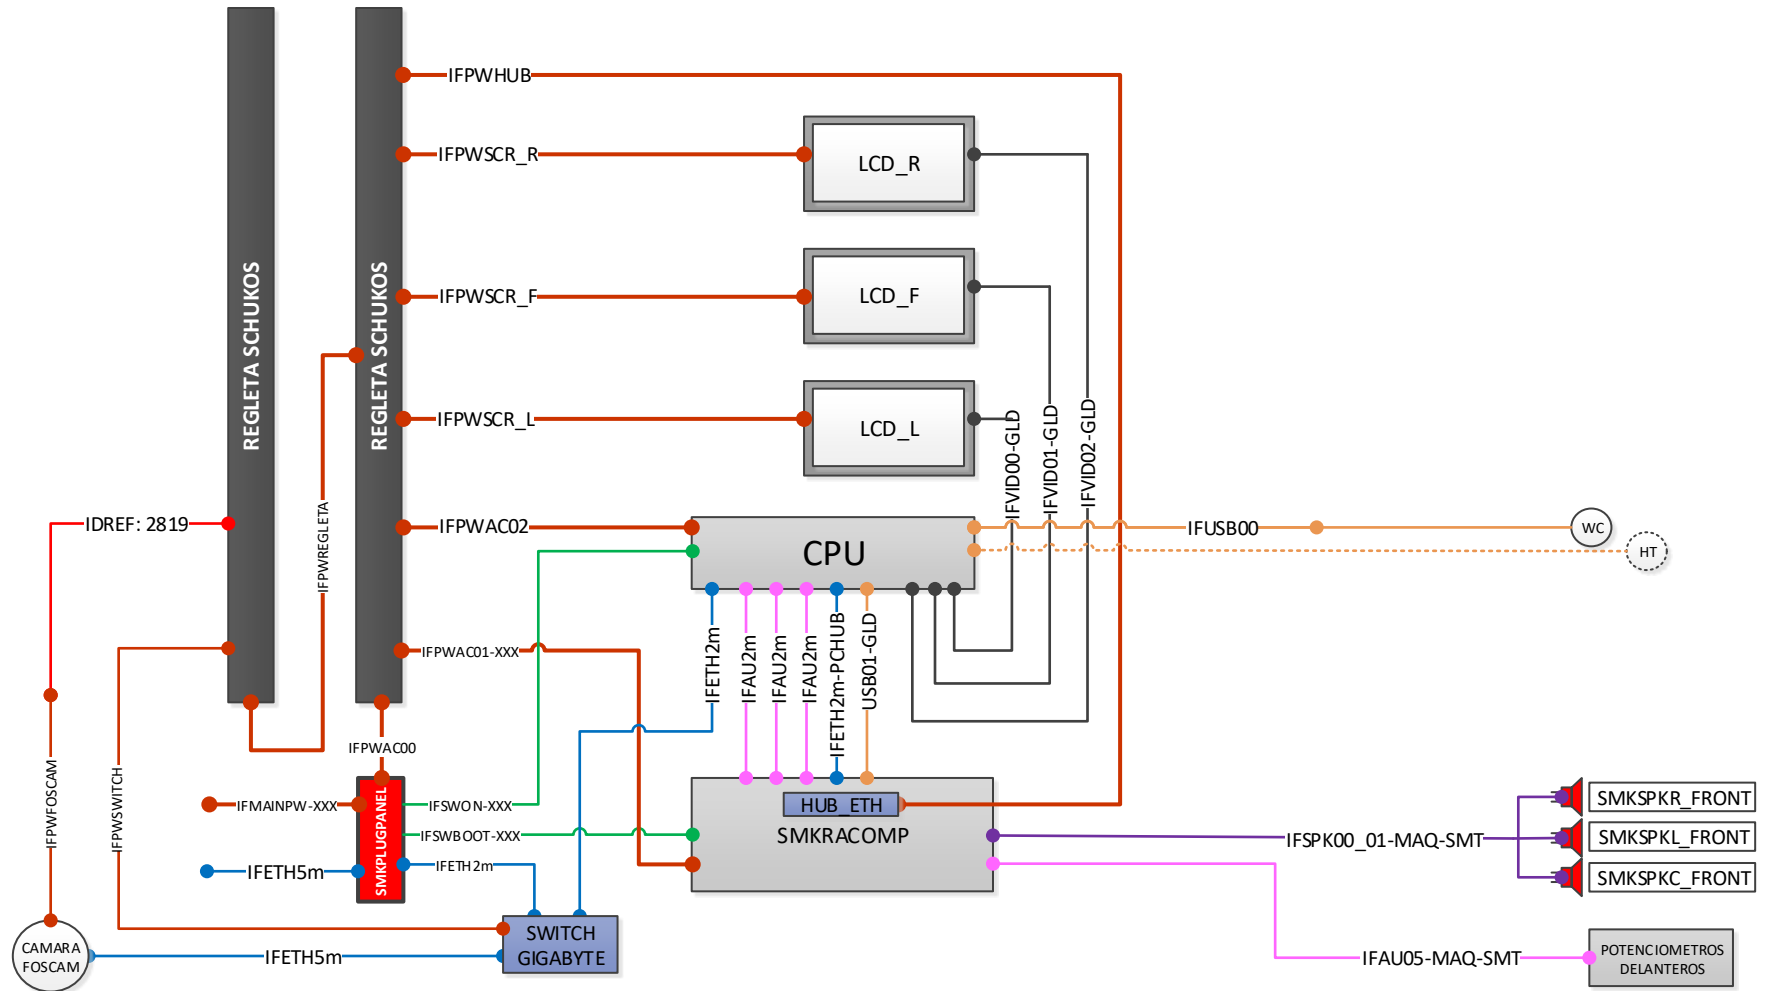 IFPWHUB
IFPWSCR_R
LCD_R
IFPWSCR_F
LCD_F
IFPWSCR_L
LCD_L
REGLETA SCHUKOS
REGLETA SCHUKOS
IFPWREGLETA
IFVID00-GLD
IFVID01-GLD
IFVID02-GLD
IDREF: 2819
IFPWAC02
CPU
IFUSB00
WC
HT
IFPWAC01-XXX
IFETH2m
IFAU2m
IFAU2m
IFAU2m
IFETH2m-PCHUB
USB01-GLD
IFPWAC00
IFPWFOSCAM
IFPWSWITCH
IFMAINPW-XXX
SMKPLUGPANEL
IFSWON-XXX
IFSWBOOT-XXX
IFETH2m
IFETH5m
HUB_ETH
SMKRACOMP
IFSPK00_01-MAQ-SMT
SMKSPKR_FRONT
SMKSPKL_FRONT
SMKSPKC_FRONT
CAMARA
FOSCAM
IFETH5m
SWITCH
GIGABYTE
IFAU05-MAQ-SMT
POTENCIOMETROS
DELANTEROS